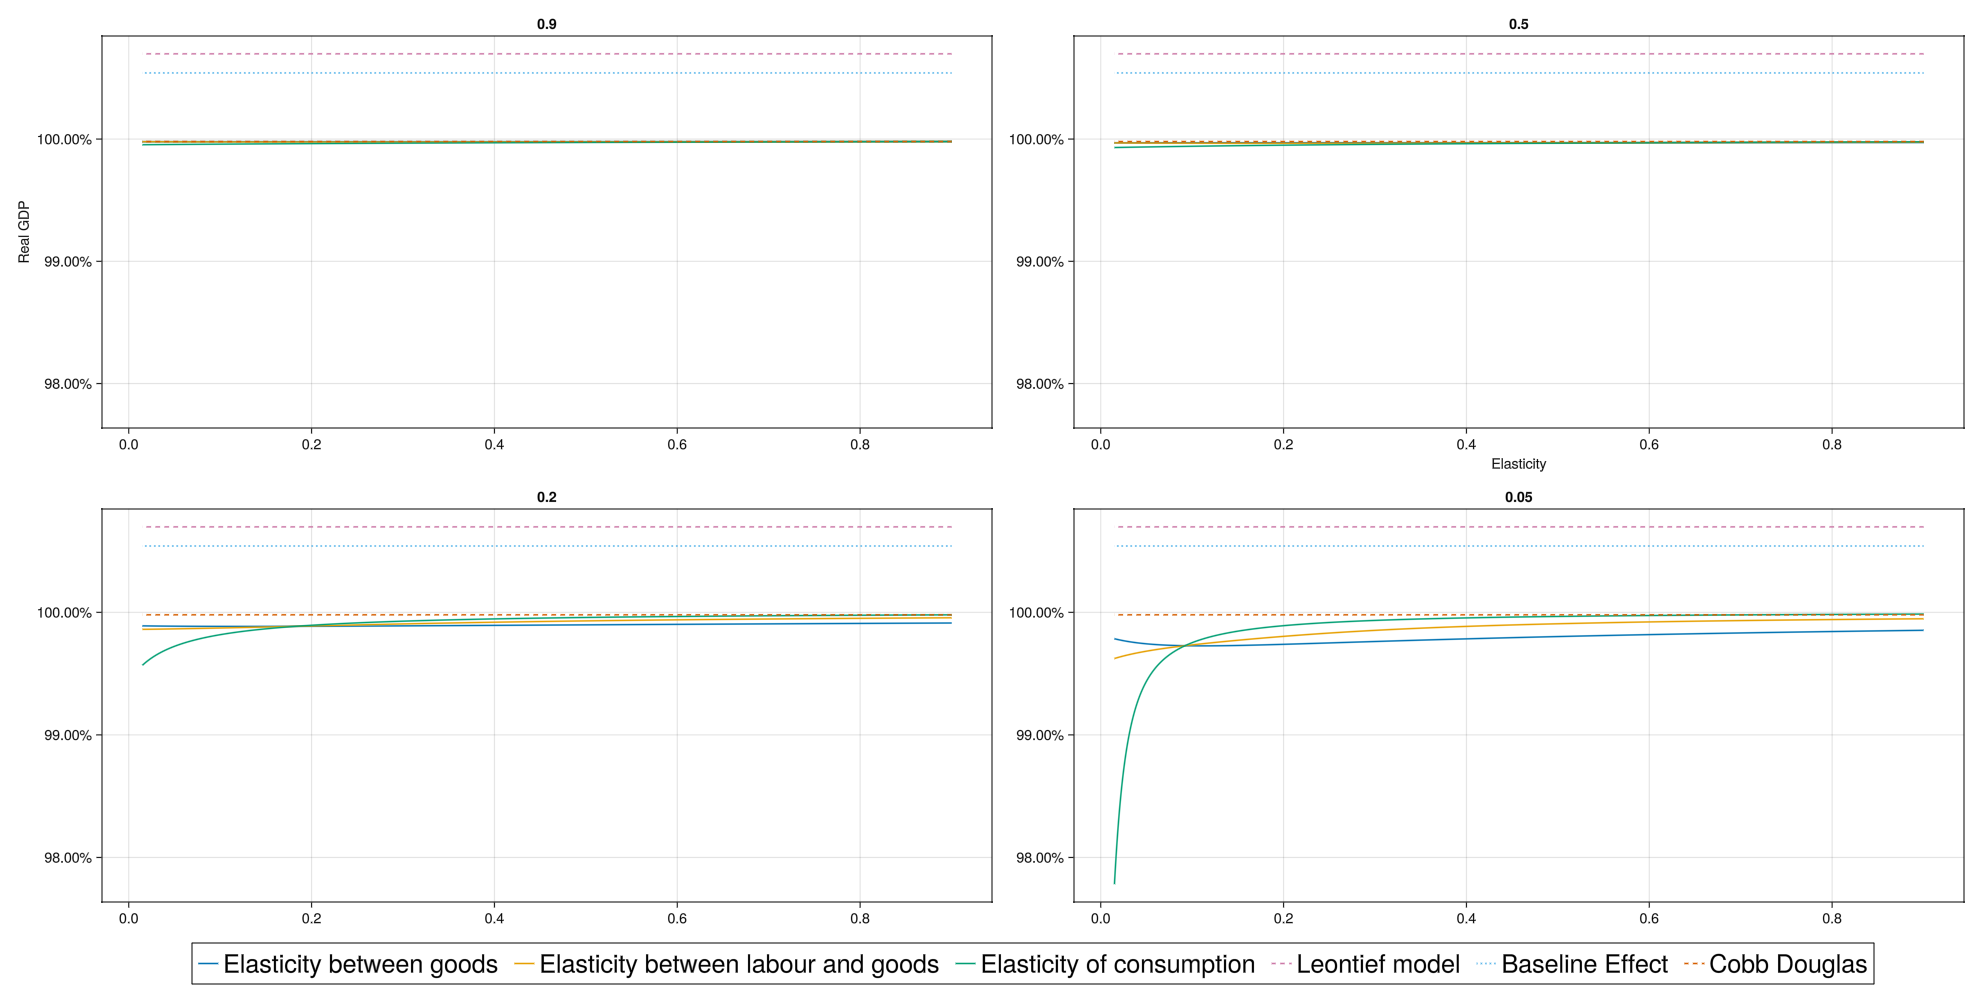 0.9
0.5
Real GDP
100.00%
99.00%
98.00%
0.0 0.2 0.4 0.6 0.8
100.00%
99.00%
98.00%
0.0 0.2 0.4 0.6 0.8
Elasticity
0.2
0.05
100.00%
99.00%
98.00%
0.0 0.2 0.4 0.6 0.8
100.00%
99.00%
98.00%
0.0 0.2 0.4 0.6 0.8
Elasticity between goods Elasticity between labour and goods Elasticity of consumption Leontief model Baseline Effect Cobb Douglas